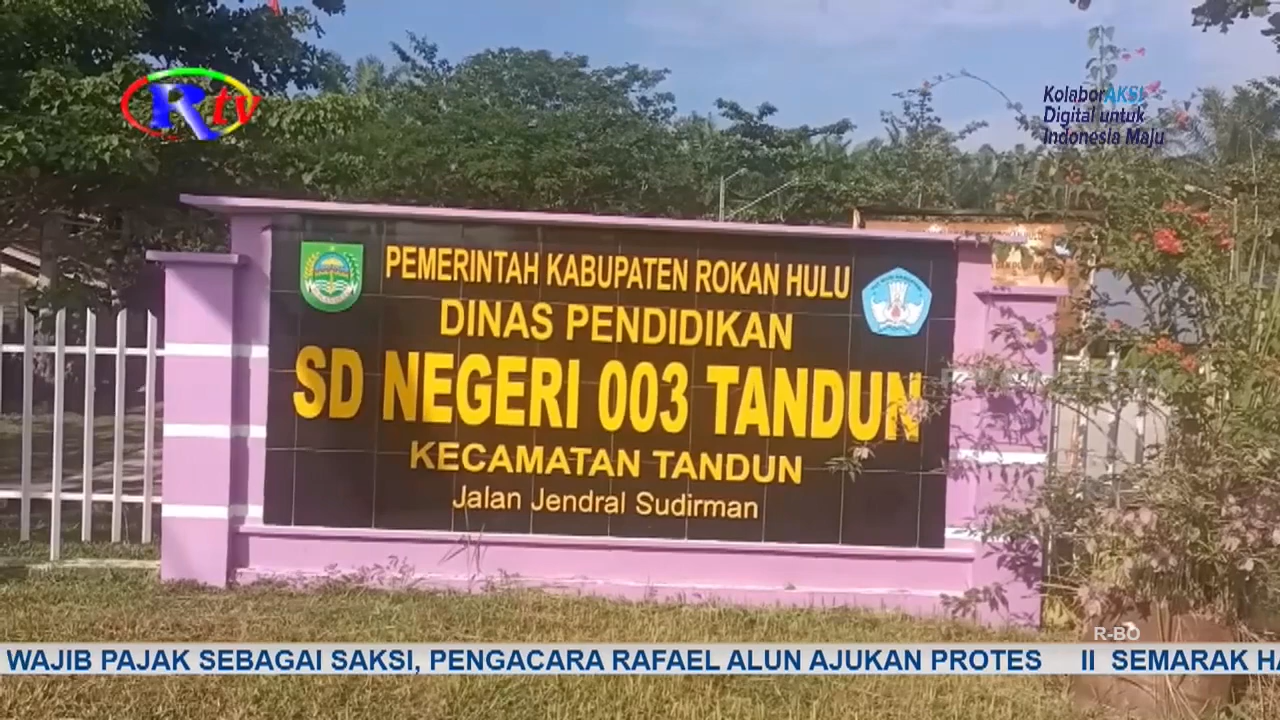 Rtv
KolaborAKSI
Digital untuk
Indonesia Maju
PEMERINTAH KABUPATEN ROKAN HULU
DINAS PENDIDIKAN
SD NEGERI 003 TANDUN
KECAMATAN TANDUN
Jalan Jendral Sudirman
R-BO
WAJIB PAJAK SEBAGAI SAKSI, PENGACARA RAFAEL ALUN AJUKAN PROTES II SEMARAK